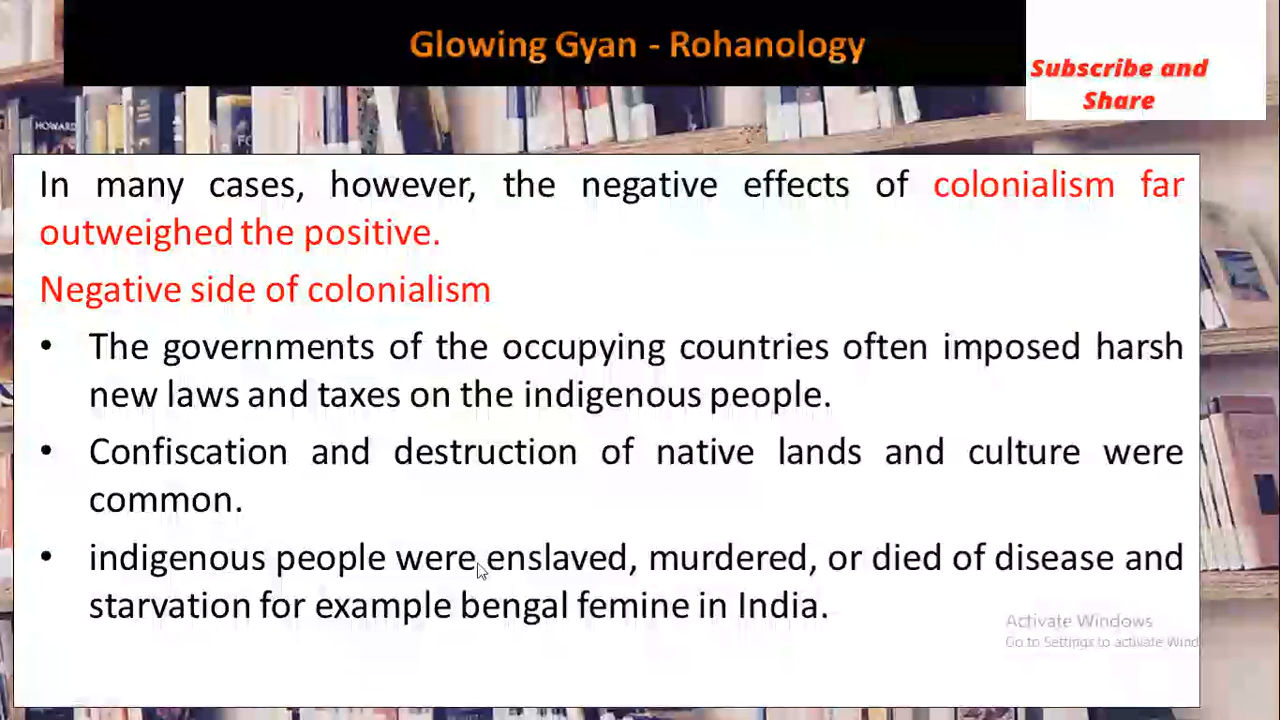 Glowing Gyan - Rohanology
Subscribe and
Share
HOWARD
In many cases, however, the negative effects of colonialism far
outweighed the positive.
Negative side of colonialism
• The governments of the occupying countries often imposed harsh
new laws and taxes on the indigenous people.
• Confiscation and destruction of native lands and culture were
common.
• indigenous people were enslaved, murdered, or died of disease and
starvation for example bengal femine in India.
Activate Windows
Go to Settings to activate Wind